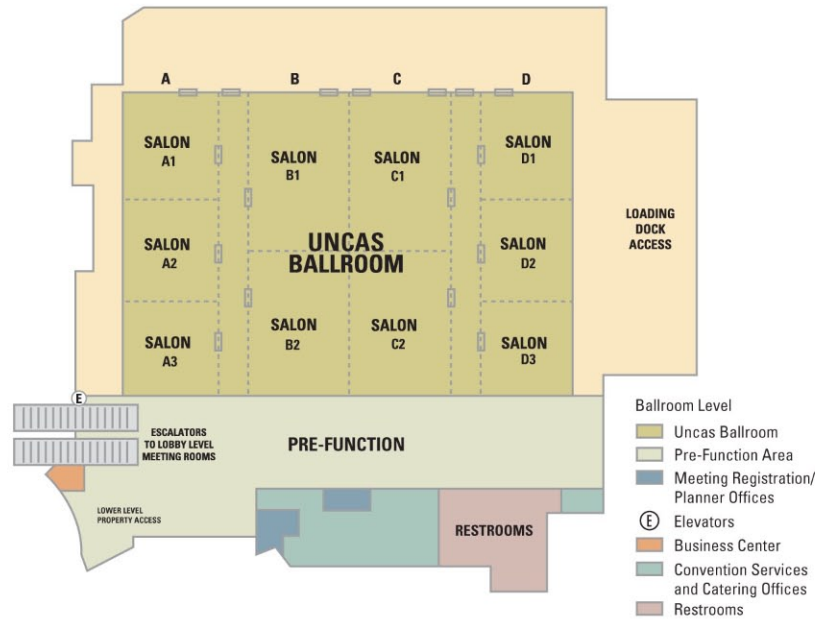 A
B
C
D
SALON
A1
SALON
B1
SALON
C1
SALON
D1
SALON
A2
UNCAS
BALLROOM
SALON
D2
LOADING
DOCK
ACCESS
SALON
A3
SALON
B2
SALON
C2
SALON
D3
E
ESCALATORS
TO LOBBY LEVEL
MEETING ROOMS
PRE-FUNCTION
LOWER LEVEL
PROPERTY ACCESS
RESTROOMS
Ballroom Level
Uncas Ballroom
Pre-Function Area
Meeting Registration/
Planner Offices
E Elevators
Business Center
Convention Services
and Catering Offices
Restrooms